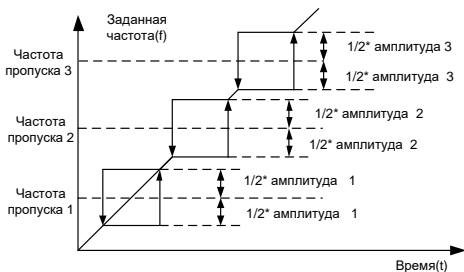 Заданная
частота(f)
1/2* амплитуда 3
Частота
пропуска 3
1/2* амплитуда 3
1/2* амплитуда 2
Частота
пропуска 2
1/2* амплитуда 2
1/2* амплитуда 1
Частота
пропуска 1
1/2* амплитуда 1
Время(t)